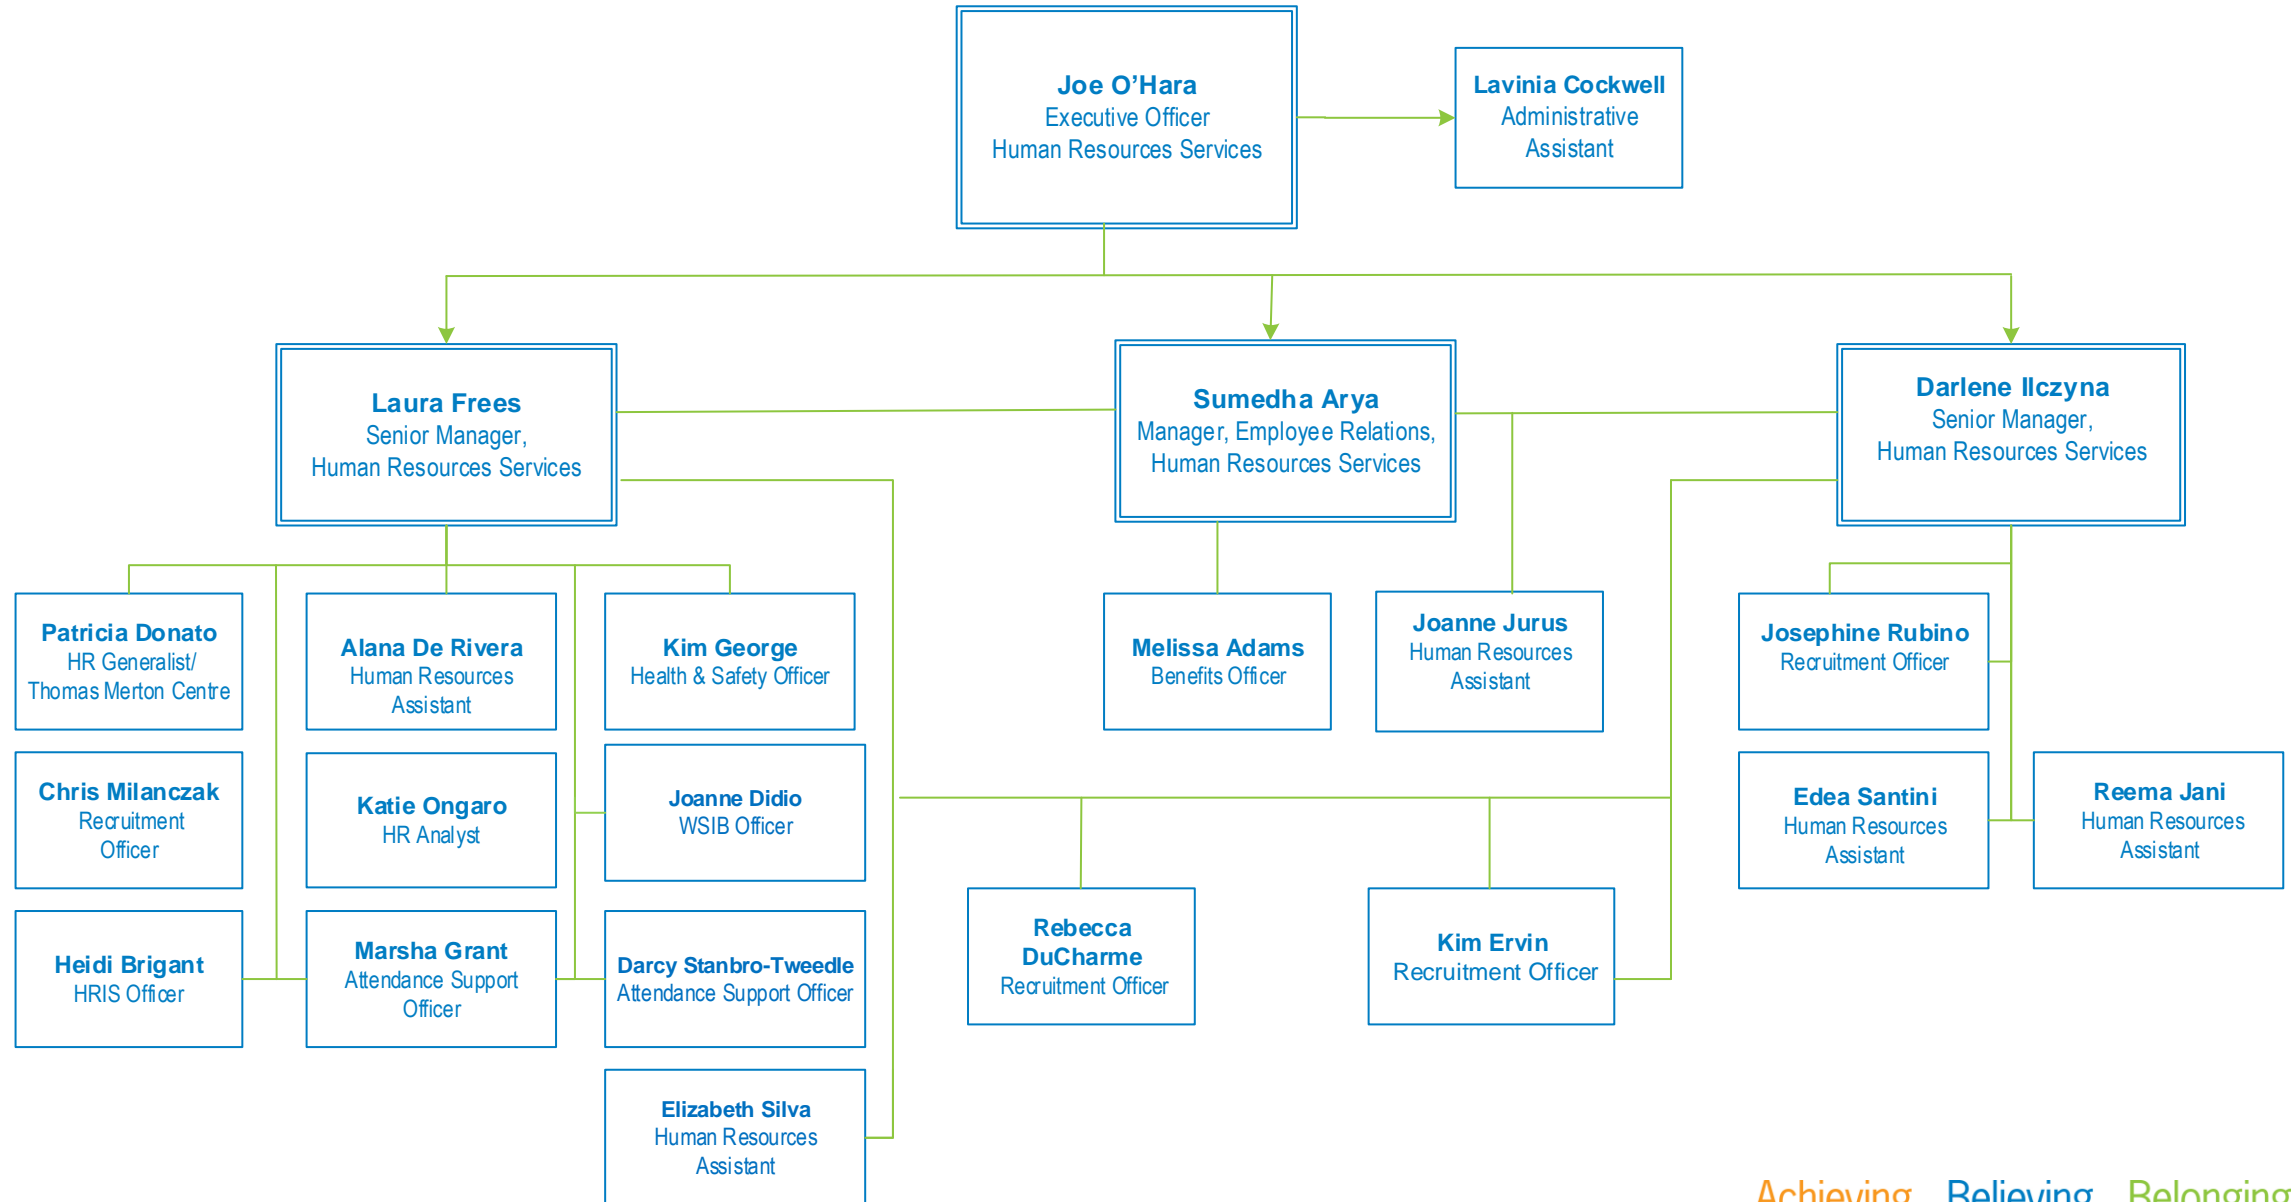 Joe O’Hara
Executive Officer
Human Resources Services
Lavinia Cockwell
Administrative
Assistant
Laura Frees
Senior Manager,
Human Resources Services
Sumedha Arya
Manager, Employee Relations,
Human Resources Services
Darlene Ilczyna
Senior Manager,
Human Resources Services
Patricia Donato
HR Generalist/
Thomas Merton Centre
Alana De Rivera
Human Resources
Assistant
Kim George
Health & Safety Officer
Melissa Adams
Benefits Officer
Joanne Jurus
Human Resources
Assistant
Josephine Rubino
Recruitment Officer
Chris Milanczak
Recruitment
Officer
Katie Ongaro
HR Analyst
Joanne Didio
WSIB Officer
Edea Santini
Human Resources
Assistant
Reema Jani
Human Resources
Assistant
Heidi Brigant
HRIS Officer
Marsha Grant
Attendance Support
Officer
Darcy Stanbro-Tweedle
Attendance Support Officer
Rebecca
DuCharme
Recruitment Officer
Kim Ervin
Recruitment Officer
Elizabeth Silva
Human Resources
Assistant
Achieving Believing Belonging